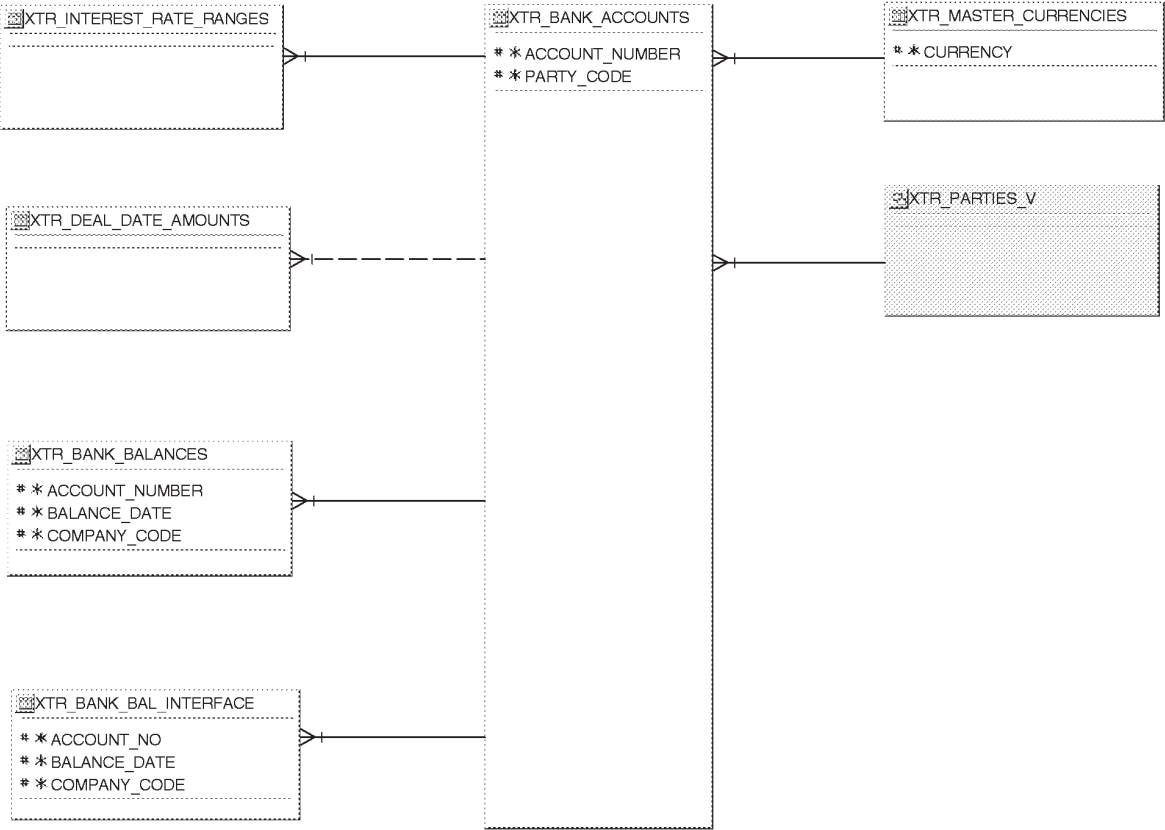 XTR_INTEREST_RATE_RANGES
XTR_BANK_ACCOUNTS
# * ACCOUNT_NUMBER
# * PARTY_CODE
XTR_MASTER_CURRENCIES
# * CURRENCY
XTR_DEAL_DATE_AMOUNTS
XTR_PARTIES_V
XTR_BANK_BALANCES
# * ACCOUNT_NUMBER
# * BALANCE_DATE
# * COMPANY_CODE
XTR_BANK_BAL_INTERFACE
# * ACCOUNT_NO
# * BALANCE_DATE
# * COMPANY_CODE